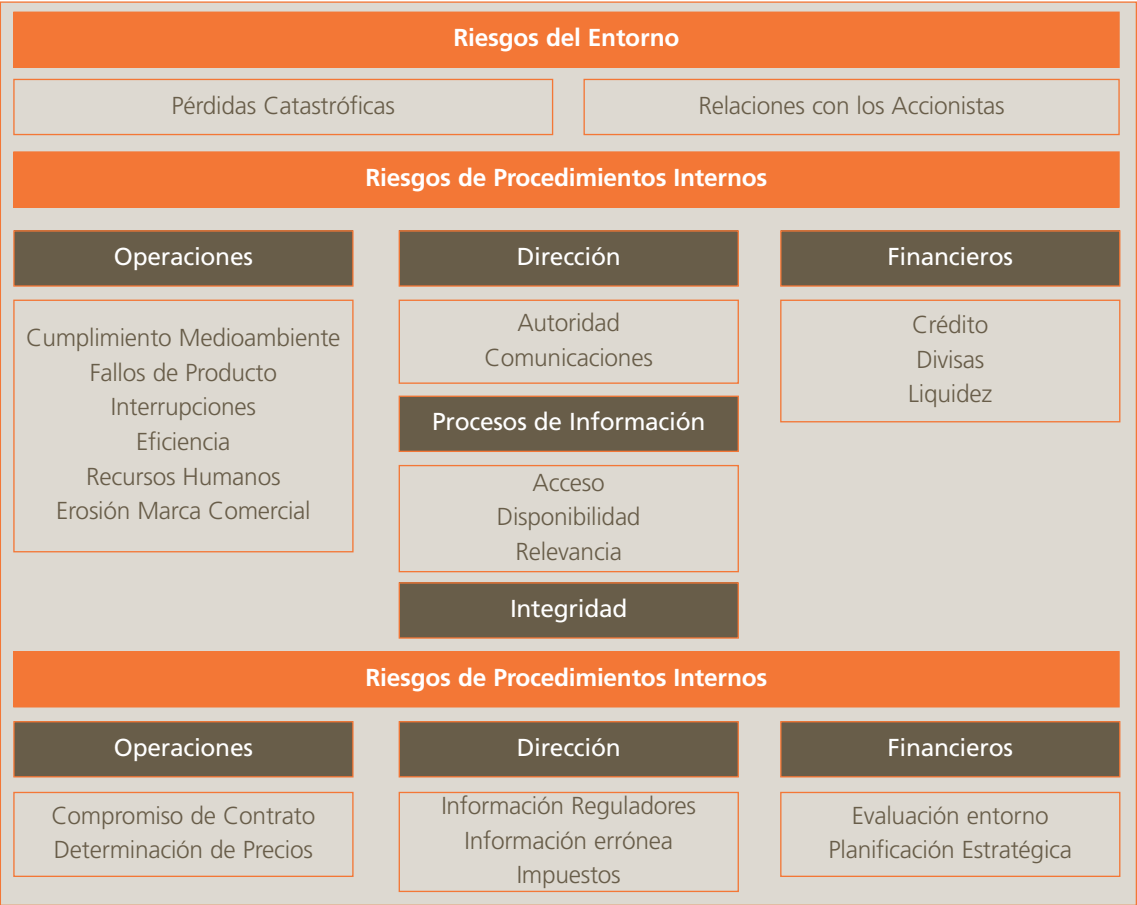 Riesgos del Entorno
Pérdidas Catastróficas
Relaciones con los Accionistas
Riesgos de Procedimientos Internos
Operaciones
Cumplimiento Medioambiente
Fallos de Producto
Interrupciones
Eficiencia
Recursos Humanos
Erosión Marca Comercial
Dirección
Autoridad
Comunicaciones
Procesos de Información
Acceso
Disponibilidad
Relevancia
Integridad
Financieros
Crédito
Divisas
Liquidez
Riesgos de Procedimientos Internos
Operaciones
Compromiso de Contrato
Determinación de Precios
Dirección
Información Reguladores
Información errónea
Impuestos
Financieros
Evaluación entorno
Planificación Estratégica